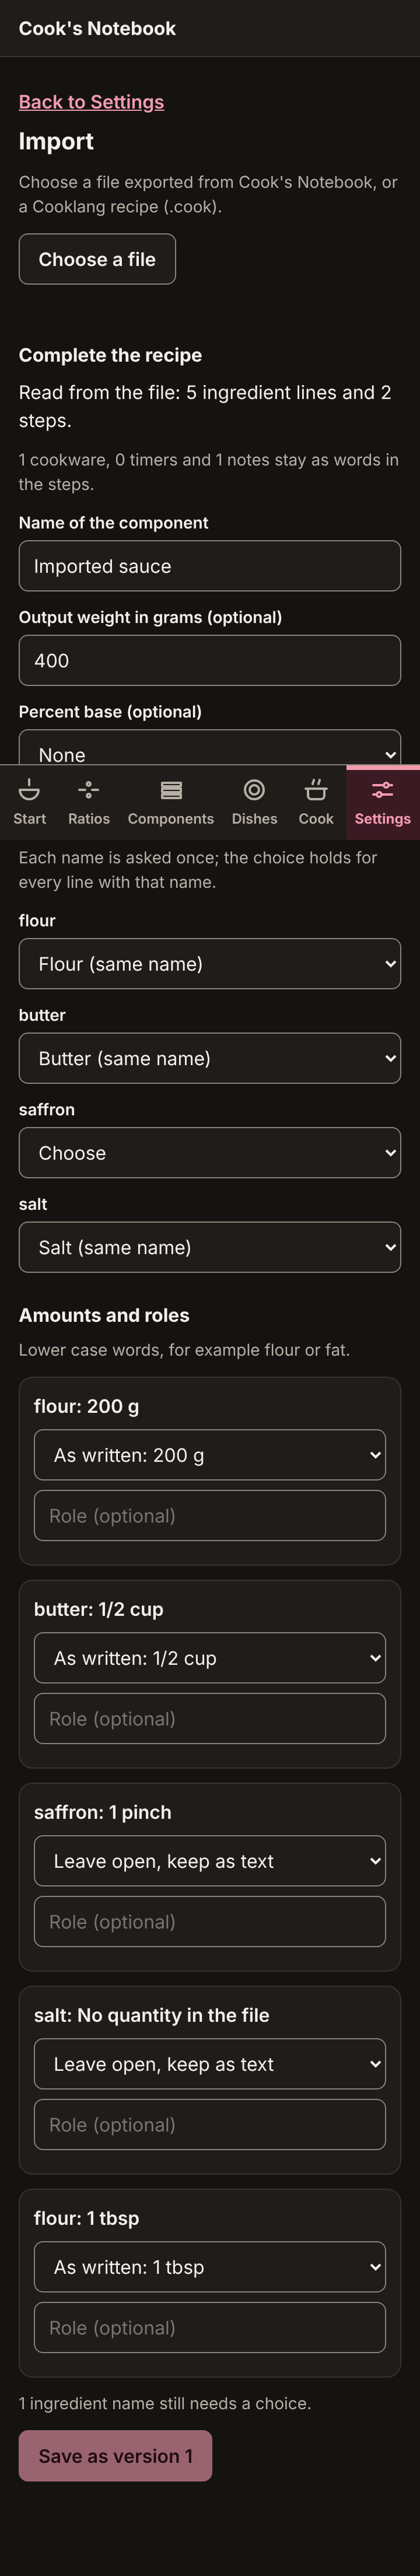 Cook's Notebook
Back to Settings
Import
Choose a file exported from Cook's Notebook, or
a Cooklang recipe (.cook).
Choose a file
Complete the recipe
Read from the file: 5 ingredient lines and 2
steps.
1 cookware, 0 timers and 1 notes stay as words in
the steps.
Name of the component
Imported sauce
Output weight in grams (optional)
400
Percent base (optional)
None
Start
Ratios
Components
Dishes
Cook
Settings
Each name is asked once; the choice holds for
every line with that name.
flour
Flour (same name)
butter
Butter (same name)
saffron
Choose
salt
Salt (same name)
Amounts and roles
Lower case words, for example flour or fat.
flour: 200 g
As written: 200 g
Role (optional)
butter: 1/2 cup
As written: 1/2 cup
Role (optional)
saffron: 1 pinch
Leave open, keep as text
Role (optional)
salt: No quantity in the file
Leave open, keep as text
Role (optional)
flour: 1 tbsp
As written: 1 tbsp
Role (optional)
1 ingredient name still needs a choice.
Save as version 1